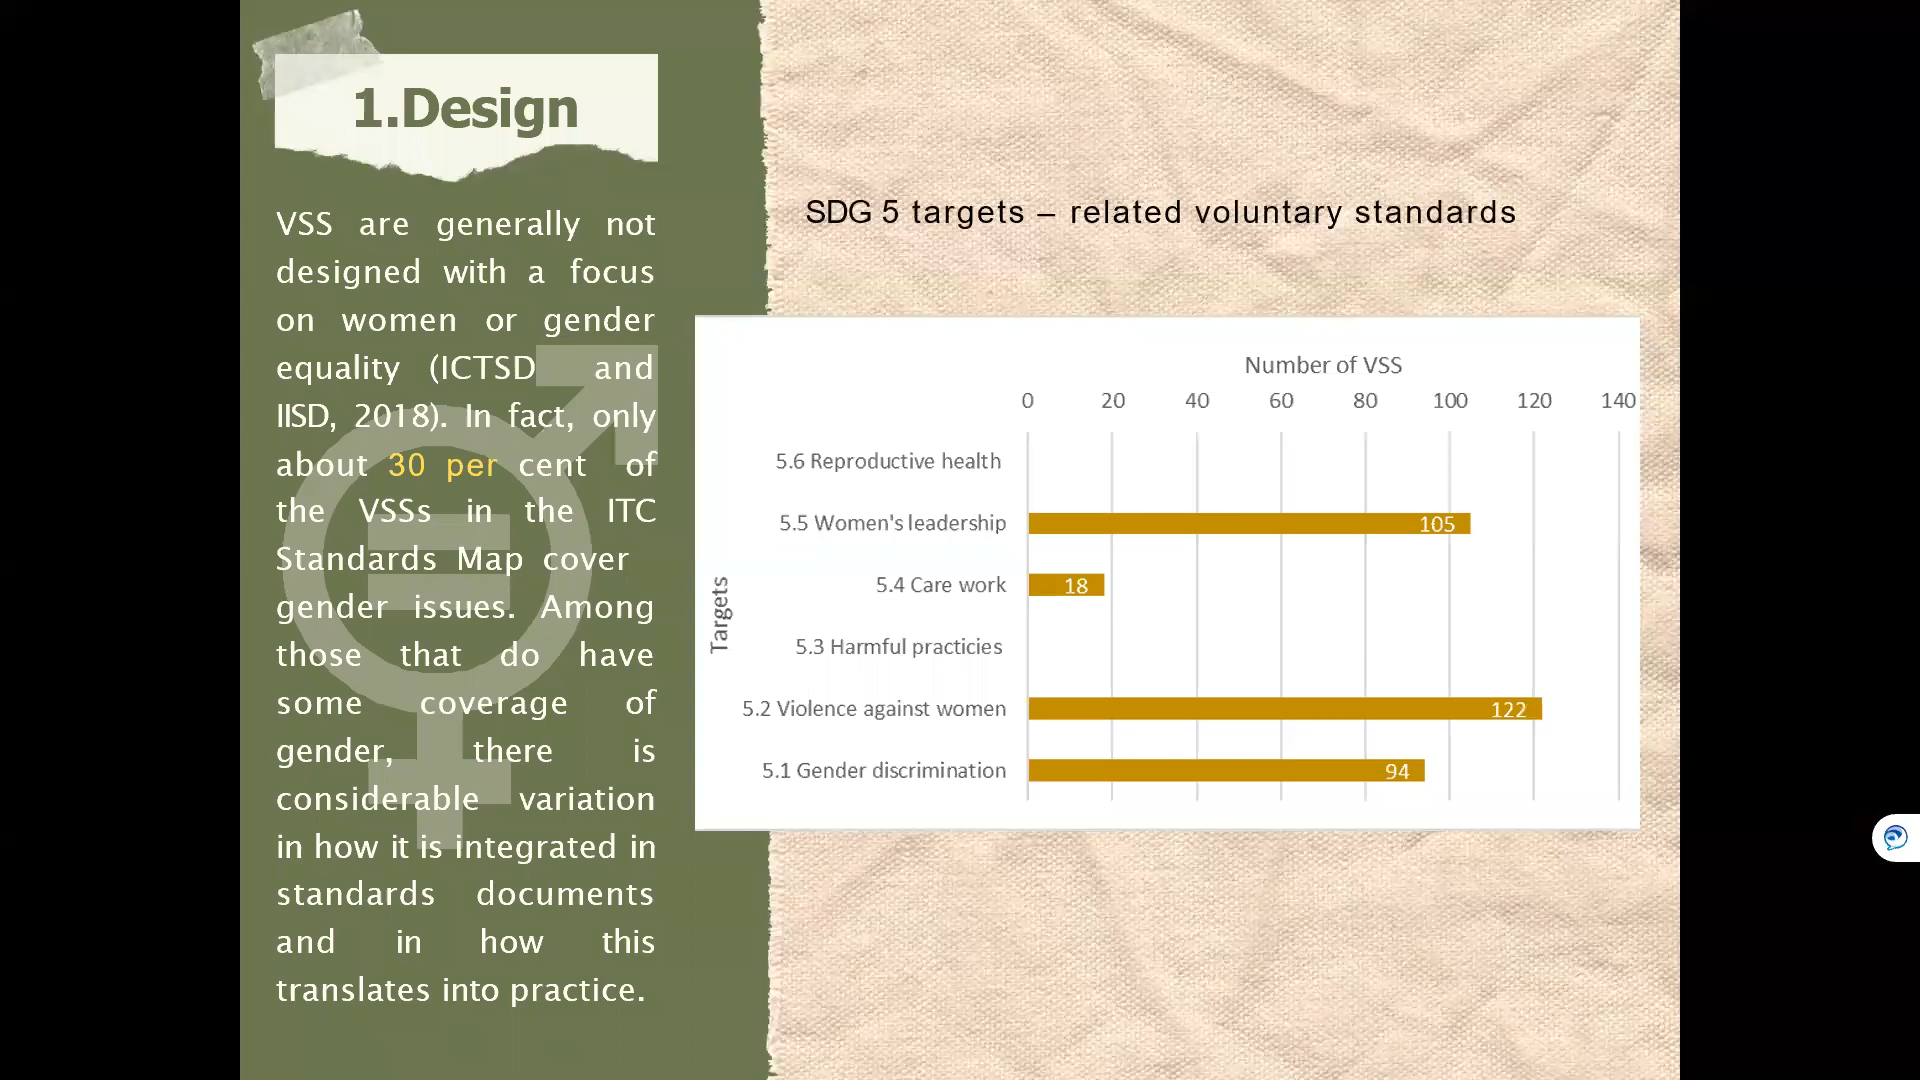 1.Design
VSS are generally not
designed with a focus
on women or gender
equality (ICTSD and
IISD, 2018). In fact, only
about 30 per cent of
the VSSs in the ITC
Standards Map cover
gender issues. Among
those that do have
some coverage of
gender, there is
considerable variation
in how it is integrated in
standards documents
and in how this
translates into practice.
SDG 5 targets – related voluntary standards
Number of VSS
0 20 40 60 80 100 120 140
Targets
5.6 Reproductive health
5.5 Women's leadership 105
5.4 Care work 18
5.3 Harmful practicies
5.2 Violence against women 122
5.1 Gender discrimination 94